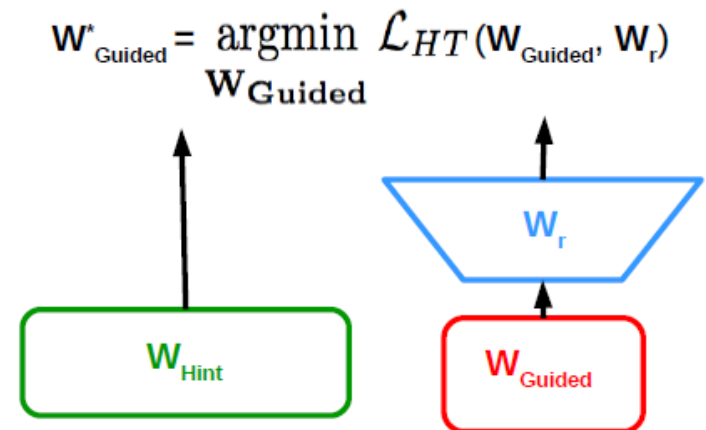 W*Guided = argmin ℒHT(WGuided, Wr)
WGuided
Wr
WHint
WGuided